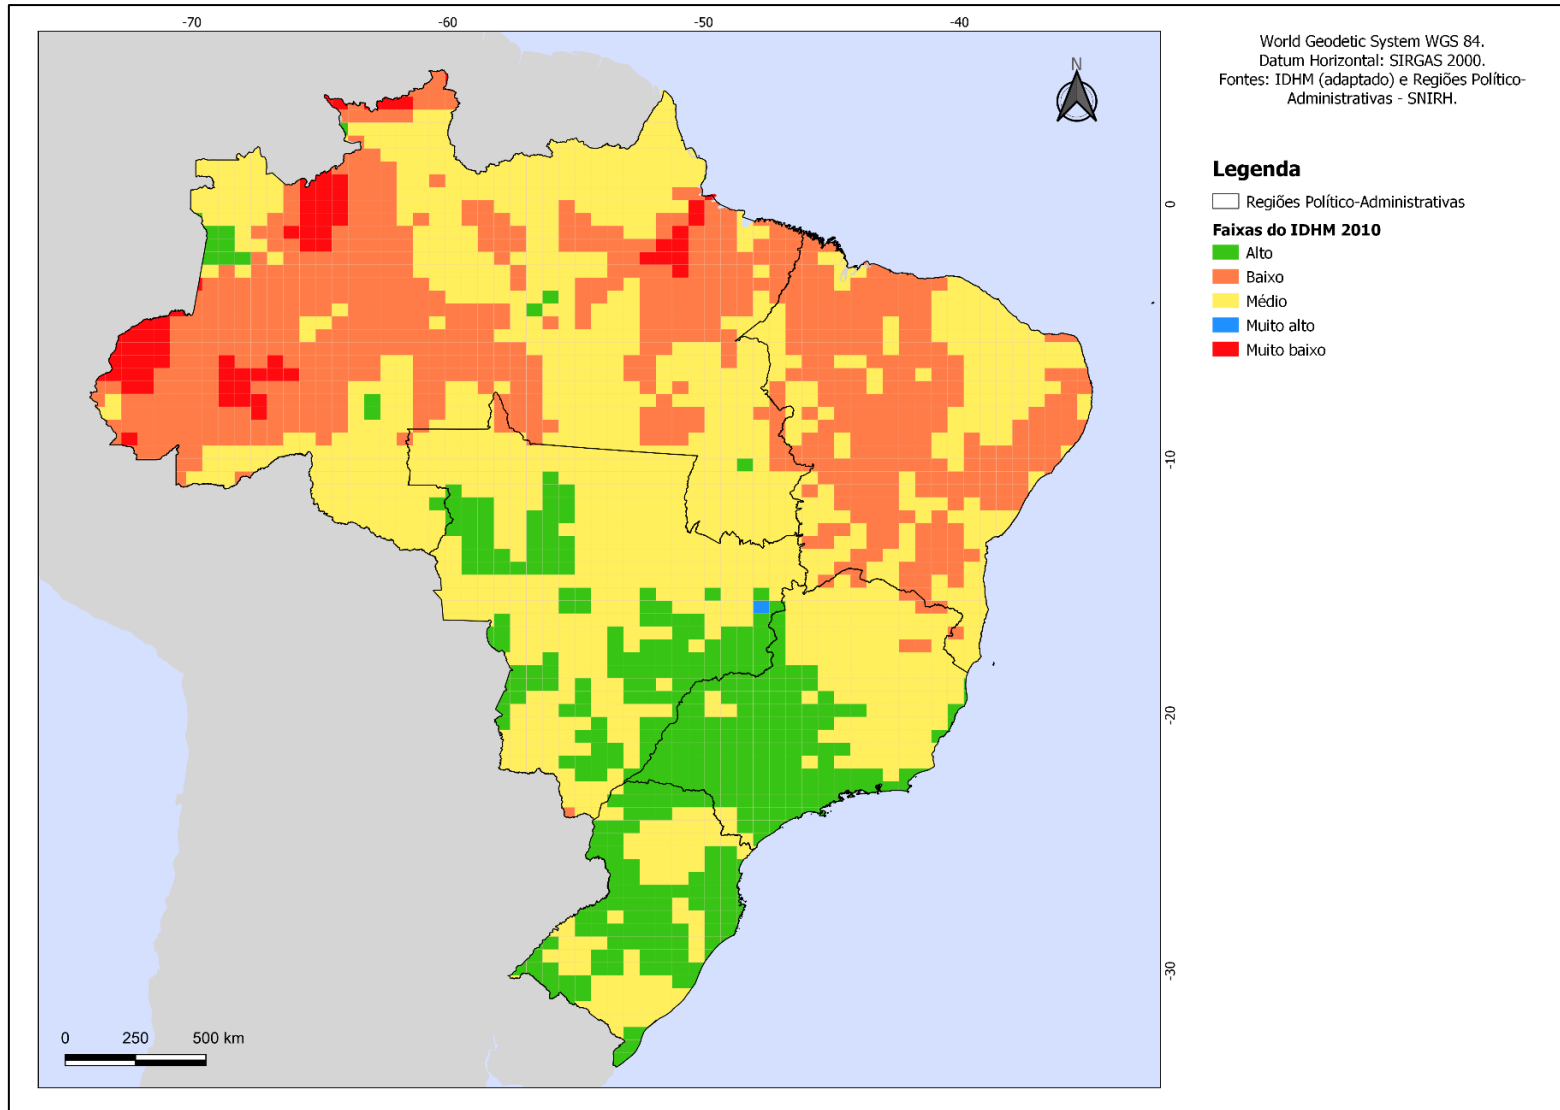 -70
-60
-50
-40
World Geodetic System WGS 84.
Datum Horizontal: SIRGAS 2000.
Fontes: IDHM (adaptado) e Regiões Político-
Administrativas - SNIRH.
N
Legenda
Regiões Político-Administrativas
Faixas do IDHM 2010
Alto
Baixo
Médio
Muito alto
Muito baixo
0
-10
-20
-30
0 250 500 km